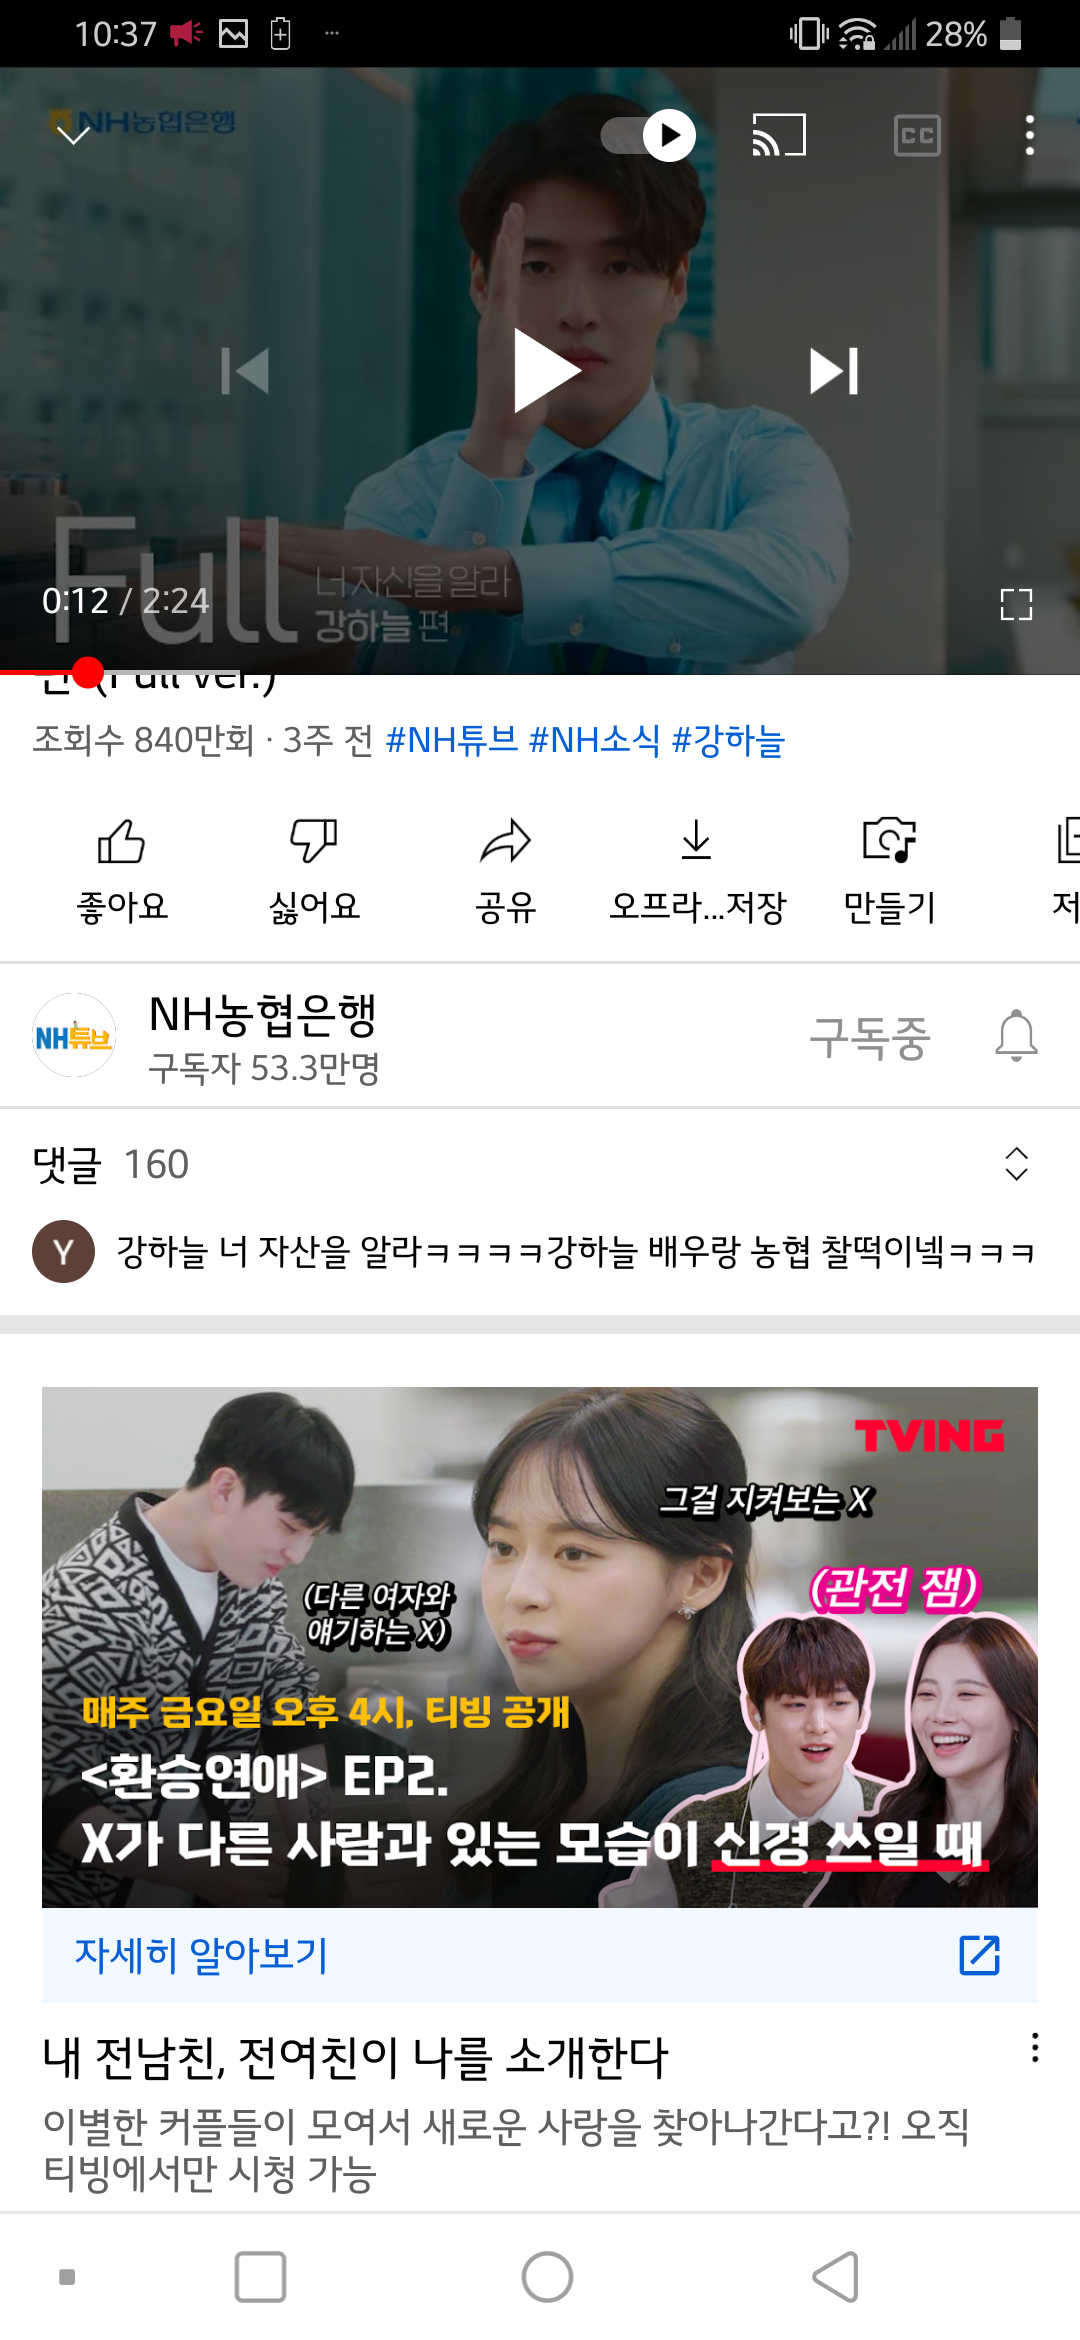 10:37
28%
NH농협은행
CC
Full
너 자신을 알라
강하늘 편
0:12 / 2:24
편 (Full ver.)
조회수 840만회 · 3주 전 #NH튜브 #NH소식 #강하늘
좋아요
싫어요
공유
오프라...저장
만들기
저
NH튜브
NH농협은행
구독자 53.3만명
구독중
댓글 160
Y
강하늘 너 자산을 알라ㅋㅋㅋㅋ강하늘 배우랑 농협 찰떡이넼ㅋㅋㅋ
TVING
그걸 지켜보는 X
(관전 잼)
(다른 여자와
얘기하는 X)
매주 금요일 오후 4시, 티빙 공개
<환승연애> EP2.
X가 다른 사람과 있는 모습이 신경 쓰일 때
자세히 알아보기
내 전남친, 전여친이 나를 소개한다
이별한 커플들이 모여서 새로운 사랑을 찾아나간다고?! 오직
티빙에서만 시청 가능